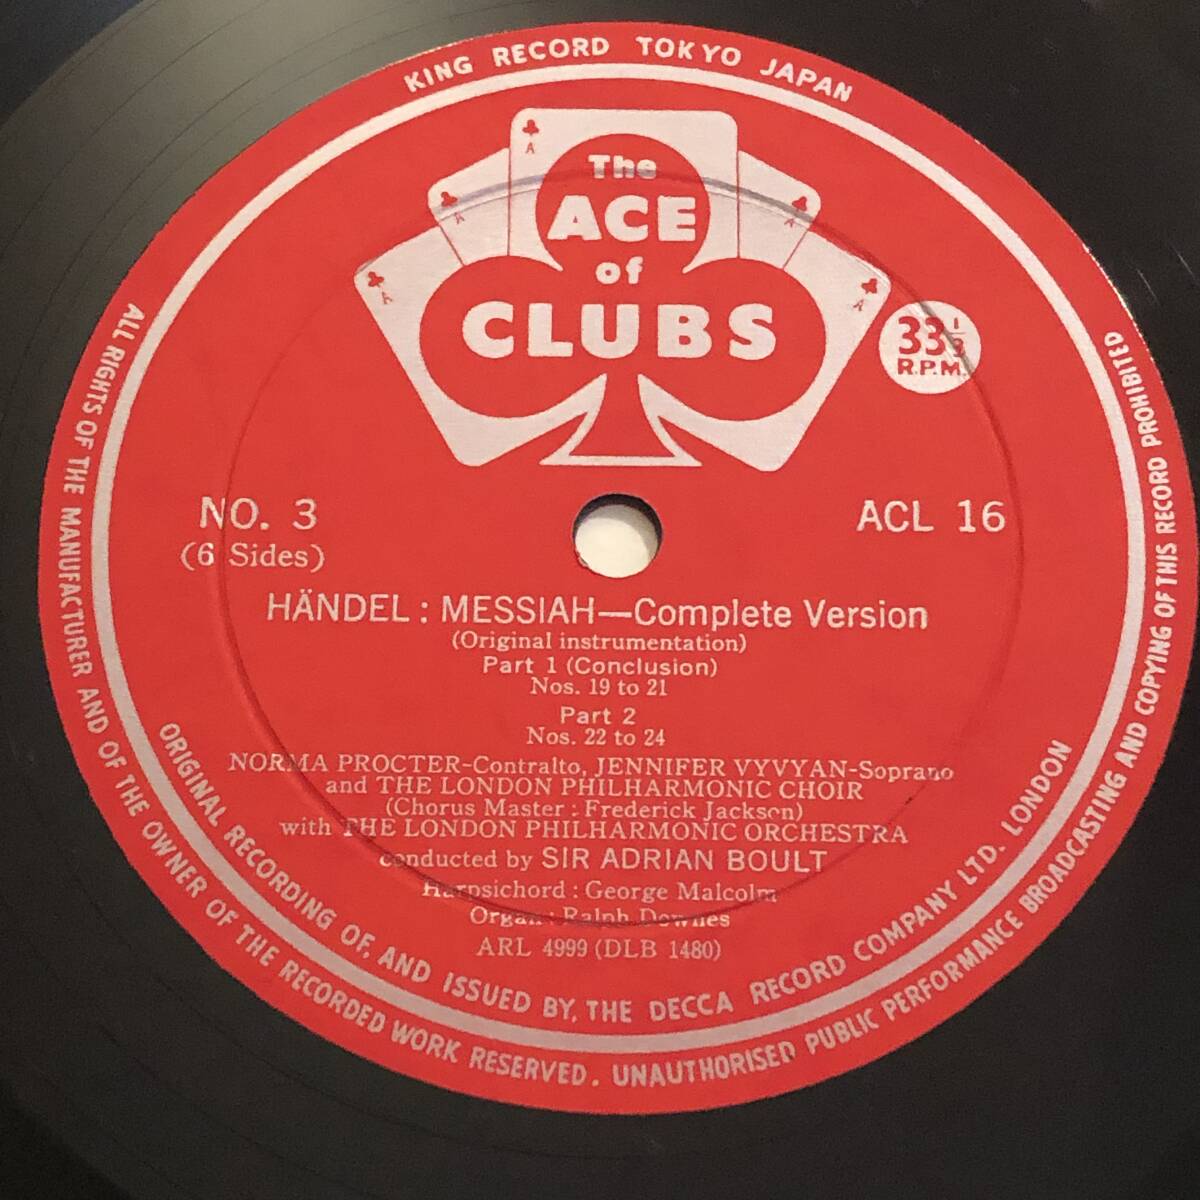 KING RECORD TOKYO JAPAN
The
ACE
of
CLUBS
A
A
A
A
A
33 1/3
R.P.M.
NO. 3
(6 Sides)
ACL 16
HÄNDEL : MESSIAH—Complete Version
(Original instrumentation)
Part 1 (Conclusion)
Nos. 19 to 21
Part 2
Nos. 22 to 24
NORMA PROCTER-Contralto, JENNIFER VYVYAN-Soprano
and THE LONDON PHILHARMONIC CHOIR
(Chorus Master : Frederick Jackson)
with THE LONDON PHILHARMONIC ORCHESTRA
conducted by SIR ADRIAN BOULT
Harpsichord : George Malcolm
Organ : Ralph Downes
ARL 4999 (DLB 1480)
ORIGINAL RECORDING OF, AND ISSUED BY, THE DECCA RECORD COMPANY LTD. LONDON
ALL RIGHTS OF THE MANUFACTURER AND OF THE OWNER OF THE RECORDED WORK RESERVED. UNAUTHORISED PUBLIC PERFORMANCE BROADCASTING AND COPYING OF THIS RECORD PROHIBITED